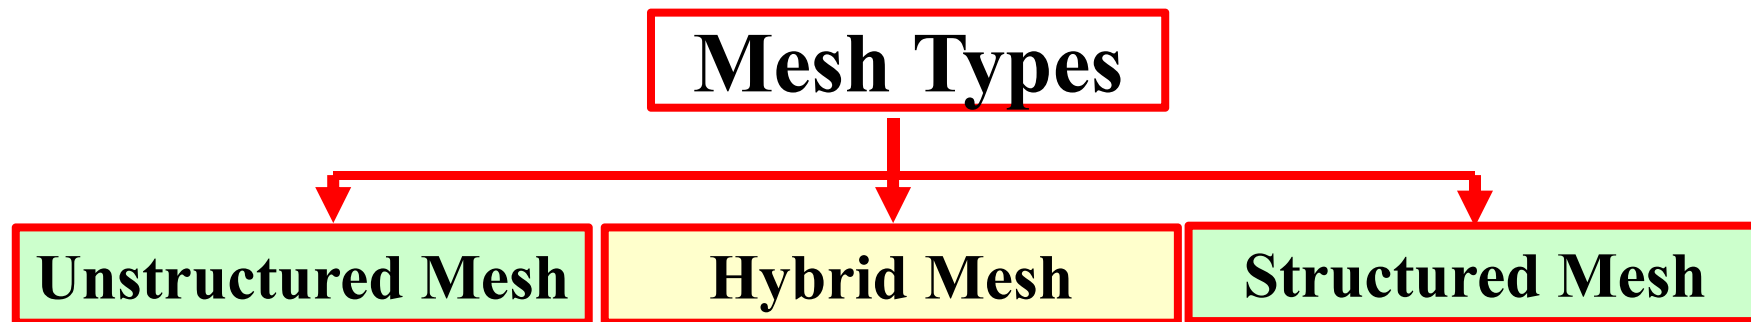 Mesh Types
Unstructured Mesh
Hybrid Mesh
Structured Mesh